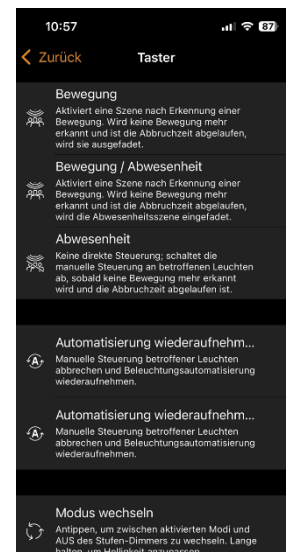 10:57
87
Zurück
Taster
Bewegung
Aktiviert eine Szene nach Erkennung einer
Bewegung. Wird keine Bewegung mehr
erkannt und ist die Abbruchzeit abgelaufen,
wird sie ausgefadet.
Bewegung / Abwesenheit
Aktiviert eine Szene nach Erkennung einer
Bewegung. Wird keine Bewegung mehr
erkannt und ist die Abbruchzeit abgelaufen,
wird die Abwesenheitsszene eingefadet.
Abwesenheit
Keine direkte Steuerung; schaltet die
manuelle Steuerung an betroffenen Leuchten
ab, sobald keine Bewegung mehr erkannt
wird und die Abbruchzeit abgelaufen ist.
Automatisierung wiederaufnehm...
A
Manuelle Steuerung betroffener Leuchten
abbrechen und Beleuchtungsautomatisierung
wiederaufnehmen.
Automatisierung wiederaufnehm...
A
Manuelle Steuerung betroffener Leuchten
abbrechen und Beleuchtungsautomatisierung
wiederaufnehmen.
Modus wechseln
Antippen, um zwischen aktivierten Modi und
AUS des Stufen-Dimmers zu wechseln. Lange
halten, um Helligkeit anzupassen.